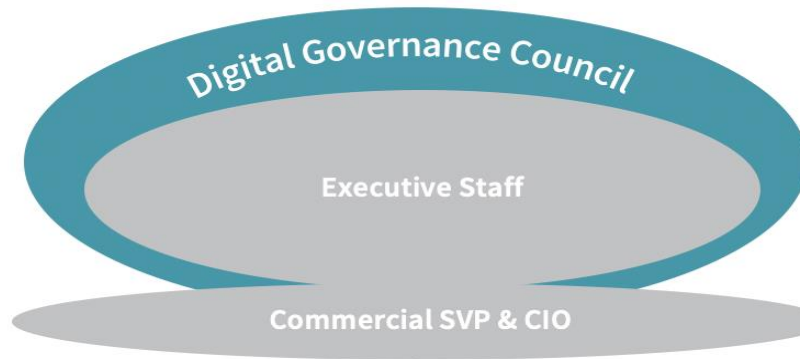 Digital Governance Council
Executive Staff
Commercial SVP & CIO